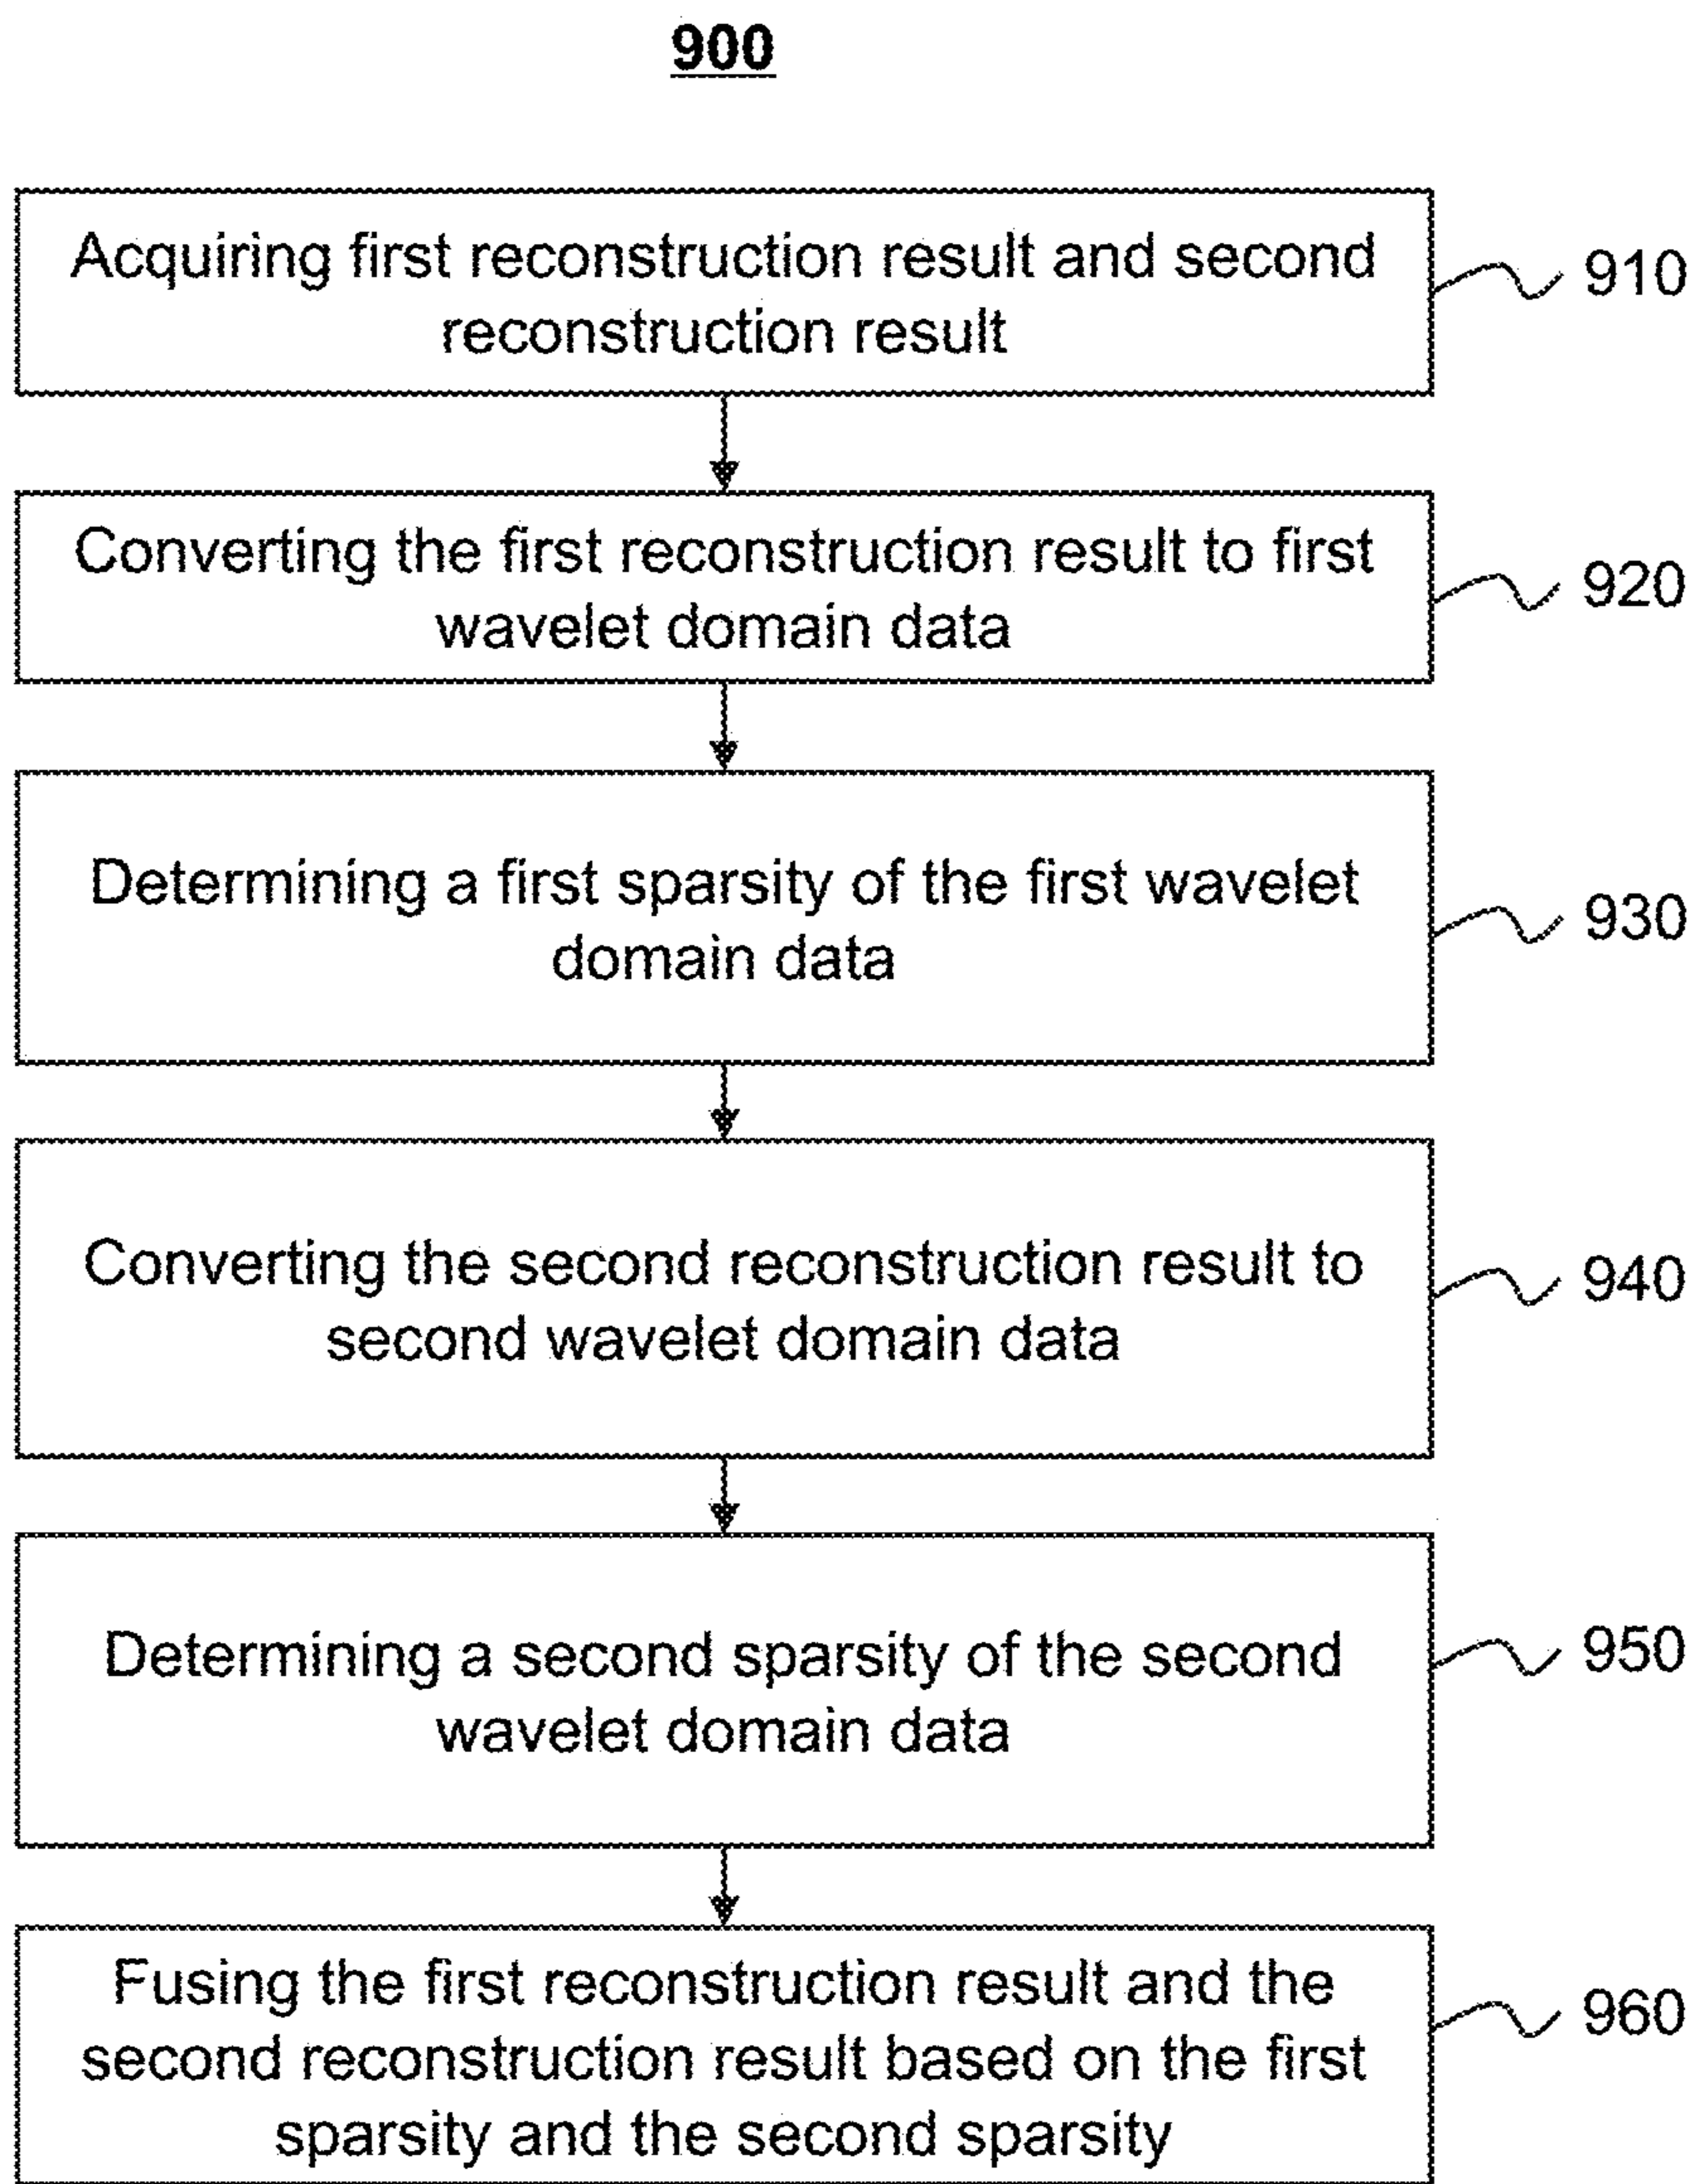 900
Acquiring first reconstruction result and second
reconstruction result
910
Converting the first reconstruction result to first
wavelet domain data
920
Determining a first sparsity of the first wavelet
domain data
930
Converting the second reconstruction result to
second wavelet domain data
940
Determining a second sparsity of the second
wavelet domain data
950
Fusing the first reconstruction result and the
second reconstruction result based on the first
sparsity and the second sparsity
960